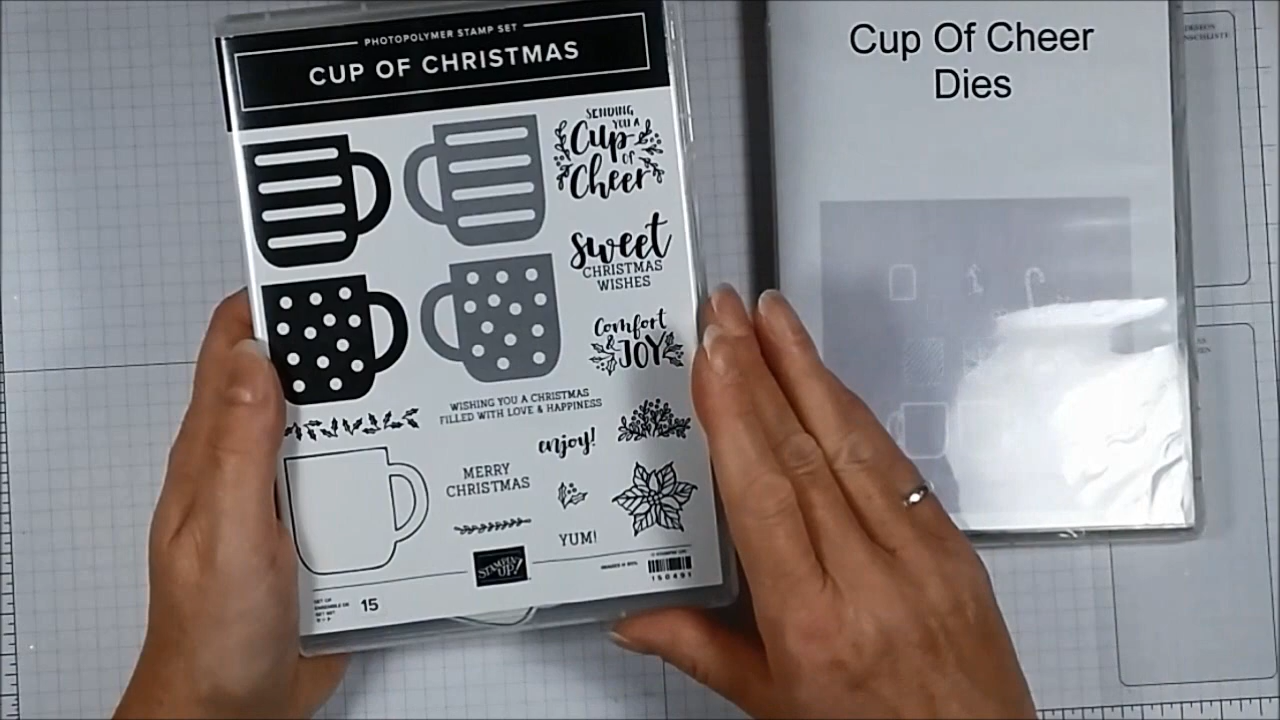 PHOTOPOLYMER STAMP SET
CUP OF CHRISTMAS
SENDING
YOU A
Cup
of
Cheer
sweet
CHRISTMAS
WISHES
Comfort
&
JOY
WISHING YOU A CHRISTMAS
FILLED WITH LOVE & HAPPINESS
enjoy!
MERRY
CHRISTMAS
YUM!
STAMPIN'
UP!
15
150491
Cup Of Cheer
Dies